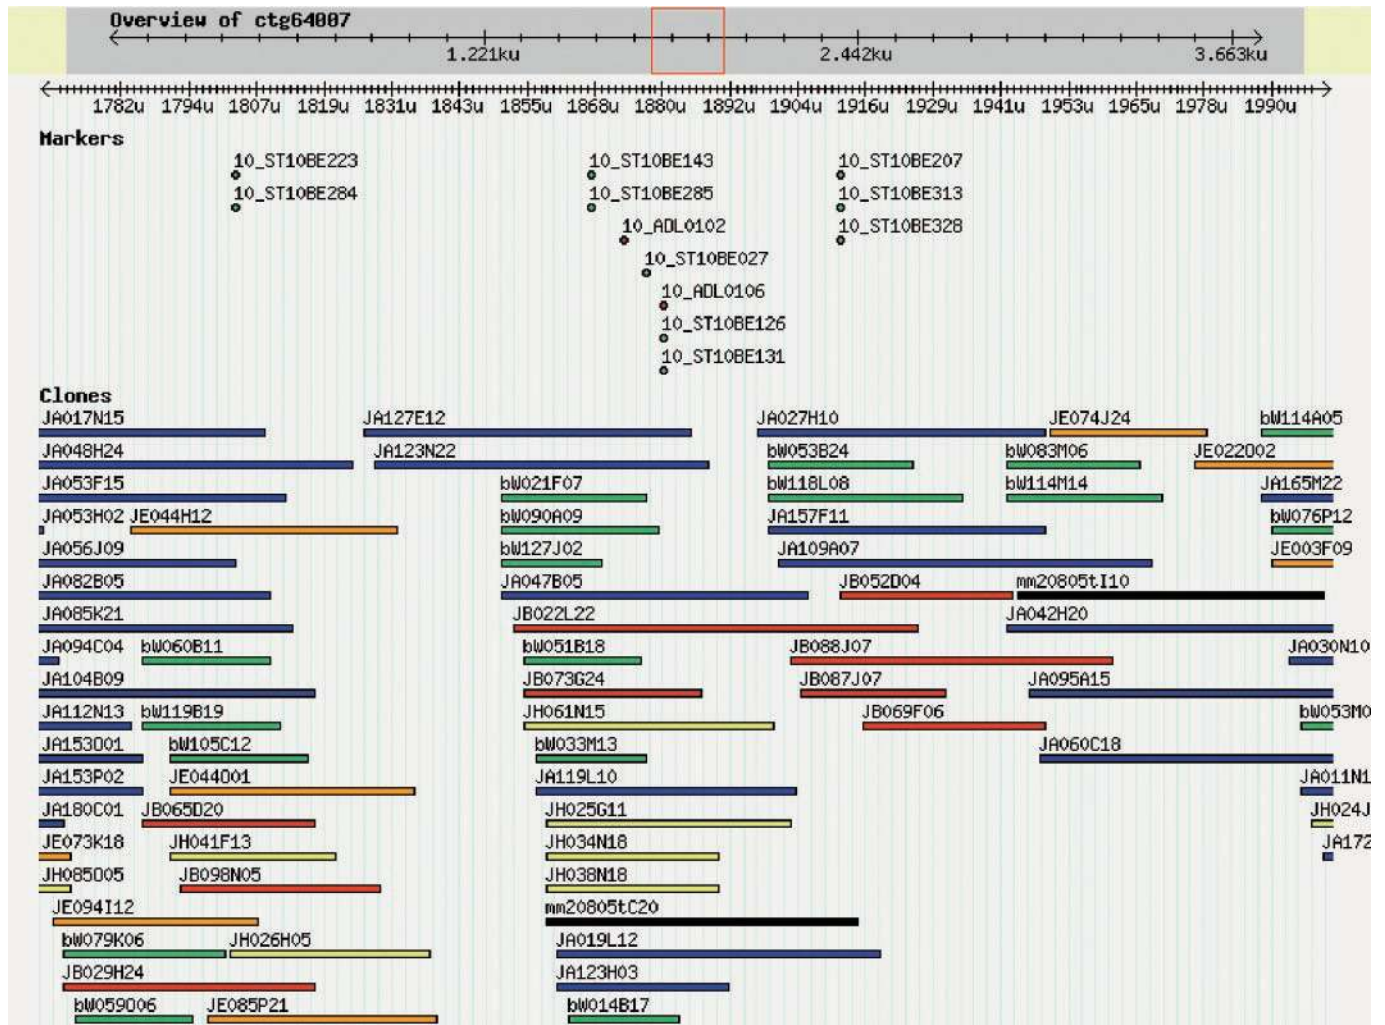 Overview of ctg64007
1.221ku 2.442ku 3.663ku
1782u 1794u 1807u 1819u 1831u 1843u 1855u 1868u 1880u 1892u 1904u 1916u 1929u 1941u 1953u 1965u 1978u 1990u
Markers
10_ST10BE223 10_ST10BE143 10_ST10BE207
10_ST10BE284 10_ST10BE285 10_ST10BE313
10_ADL0102 10_ST10BE328
10_ST10BE027
10_ADL0106
10_ST10BE126
10_ST10BE131
Clones
JA017N15 JA127E12 JA027H10 JE074J24 bW114A05
JA048H24 JA123N22 bW053B24 bW083M06 JE022D02
JA053F15 bW021F07 bW118L08 bW114M14 JA165M22
JA053H02 JE044H12 bW090A09 JA157F11 bW076P12
JA056J09 bW127J02 JA109A07 JE003F09
JA082B05 JA047B05 JB052D04 mm20805tI10
JA085K21 JB022L22 JA042H20
JA094C04 bW060B11 bW051B18 JB088J07 JA030N10
JA104B09 JB073G24 JB087J07 JA095A15
JA112N13 bW119B19 JH061N15 JB069F06 bW053M0
JA153O01 bW105C12 bW033M13 JA060C18
JA153P02 JE044O01 JA119L10 JA011N1
JA180C01 JB065D20 JH025G11 JH024J
JE073K18 JH041F13 JH034N18 JA172
JH085O05 JB098N05 JH038N18
JE094I12 mm20805tC20
bW079K06 JH026H05 JA019L12
JB029H24 JA123H03
bW059O06 JE085P21 bW014B17